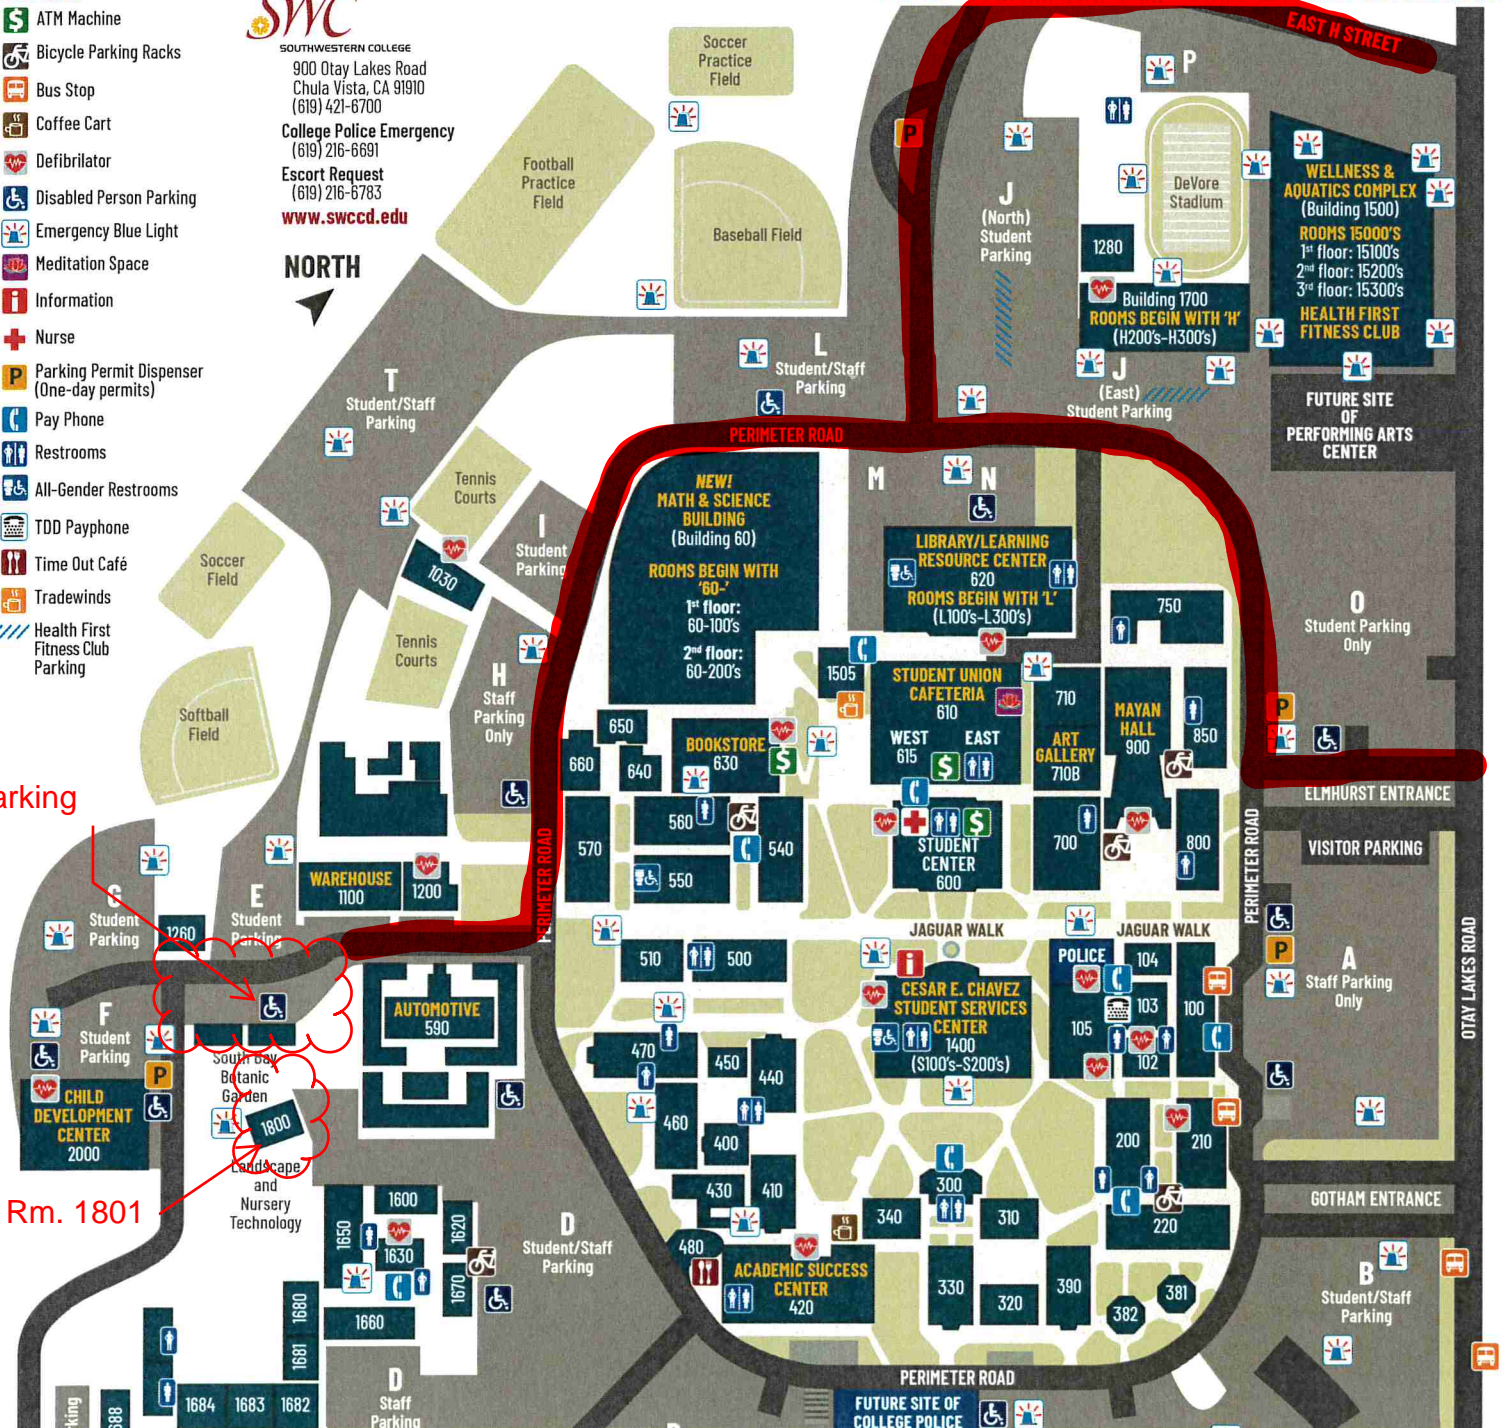 ATM Machine
Bicycle Parking Racks
Bus Stop
Coffee Cart
Defibrilator
Disabled Person Parking
Emergency Blue Light
Meditation Space
Information
Nurse
Parking Permit Dispenser
(One-day permits)
Pay Phone
Restrooms
All-Gender Restrooms
TDD Payphone
Time Out Café
Tradewinds
Health First
Fitness Club
Parking
SWC
SOUTHWESTERN COLLEGE
900 Otay Lakes Road
Chula Vista, CA 91910
(619) 421-6700
College Police Emergency
(619) 216-6691
Escort Request
(619) 216-6783
www.swccd.edu
NORTH
Soccer
Practice
Field
Football
Practice
Field
Baseball Field
EAST H STREET
P
P
DeVore
Stadium
J
(North)
Student
Parking
1280
Building 1700
ROOMS BEGIN WITH 'H'
(H200's-H300's)
WELLNESS &
AQUATICS COMPLEX
(Building 1500)
ROOMS 15000'S
1st floor: 15100's
2nd floor: 15200's
3rd floor: 15300's
HEALTH FIRST
FITNESS CLUB
J
(East)
Student Parking
FUTURE SITE
OF
PERFORMING ARTS
CENTER
L
Student/Staff
Parking
T
Student/Staff
Parking
PERIMETER ROAD
Tennis
Courts
I
Student
Parking
1030
Tennis
Courts
Soccer
Field
Softball
Field
H
Staff
Parking
Only
NEW!
MATH & SCIENCE
BUILDING
(Building 60)
ROOMS BEGIN WITH
'60-'
1st floor:
60-100's
2nd floor:
60-200's
M
N
LIBRARY/LEARNING
RESOURCE CENTER
620
ROOMS BEGIN WITH 'L'
(L100's-L300's)
750
O
Student Parking
Only
P
1505
STUDENT UNION
CAFETERIA
610
WEST
615
EAST
710
ART
GALLERY
710B
MAYAN
HALL
900
850
650
660
640
BOOKSTORE
630
560
570
550
540
STUDENT
CENTER
600
700
800
ELMHURST ENTRANCE
VISITOR PARKING
PERIMETER ROAD
PERIMETER ROAD
OTAY LAKES ROAD
arking
G
Student
Parking
1260
E
Student
Parking
WAREHOUSE
1100
1200
JAGUAR WALK
JAGUAR WALK
510
500
CESAR E. CHAVEZ
STUDENT SERVICES
CENTER
1400
(S100's-S200's)
POLICE
104
103
100
105
102
P
A
Staff Parking
Only
F
Student
Parking
P
CHILD
DEVELOPMENT
CENTER
2000
South Bay
Botanic
Garden
1800
Landscape
and
Nursery
Technology
Rm. 1801
AUTOMOTIVE
590
470
450
440
460
400
430
410
480
ACADEMIC SUCCESS
CENTER
420
300
340
310
330
320
390
382
381
200
210
220
GOTHAM ENTRANCE
B
Student/Staff
Parking
1600
1650
1630
1620
1670
1660
1680
1681
1684
1683
1682
D
Student/Staff
Parking
D
Staff
Parking
PERIMETER ROAD
FUTURE SITE OF
COLLEGE POLICE